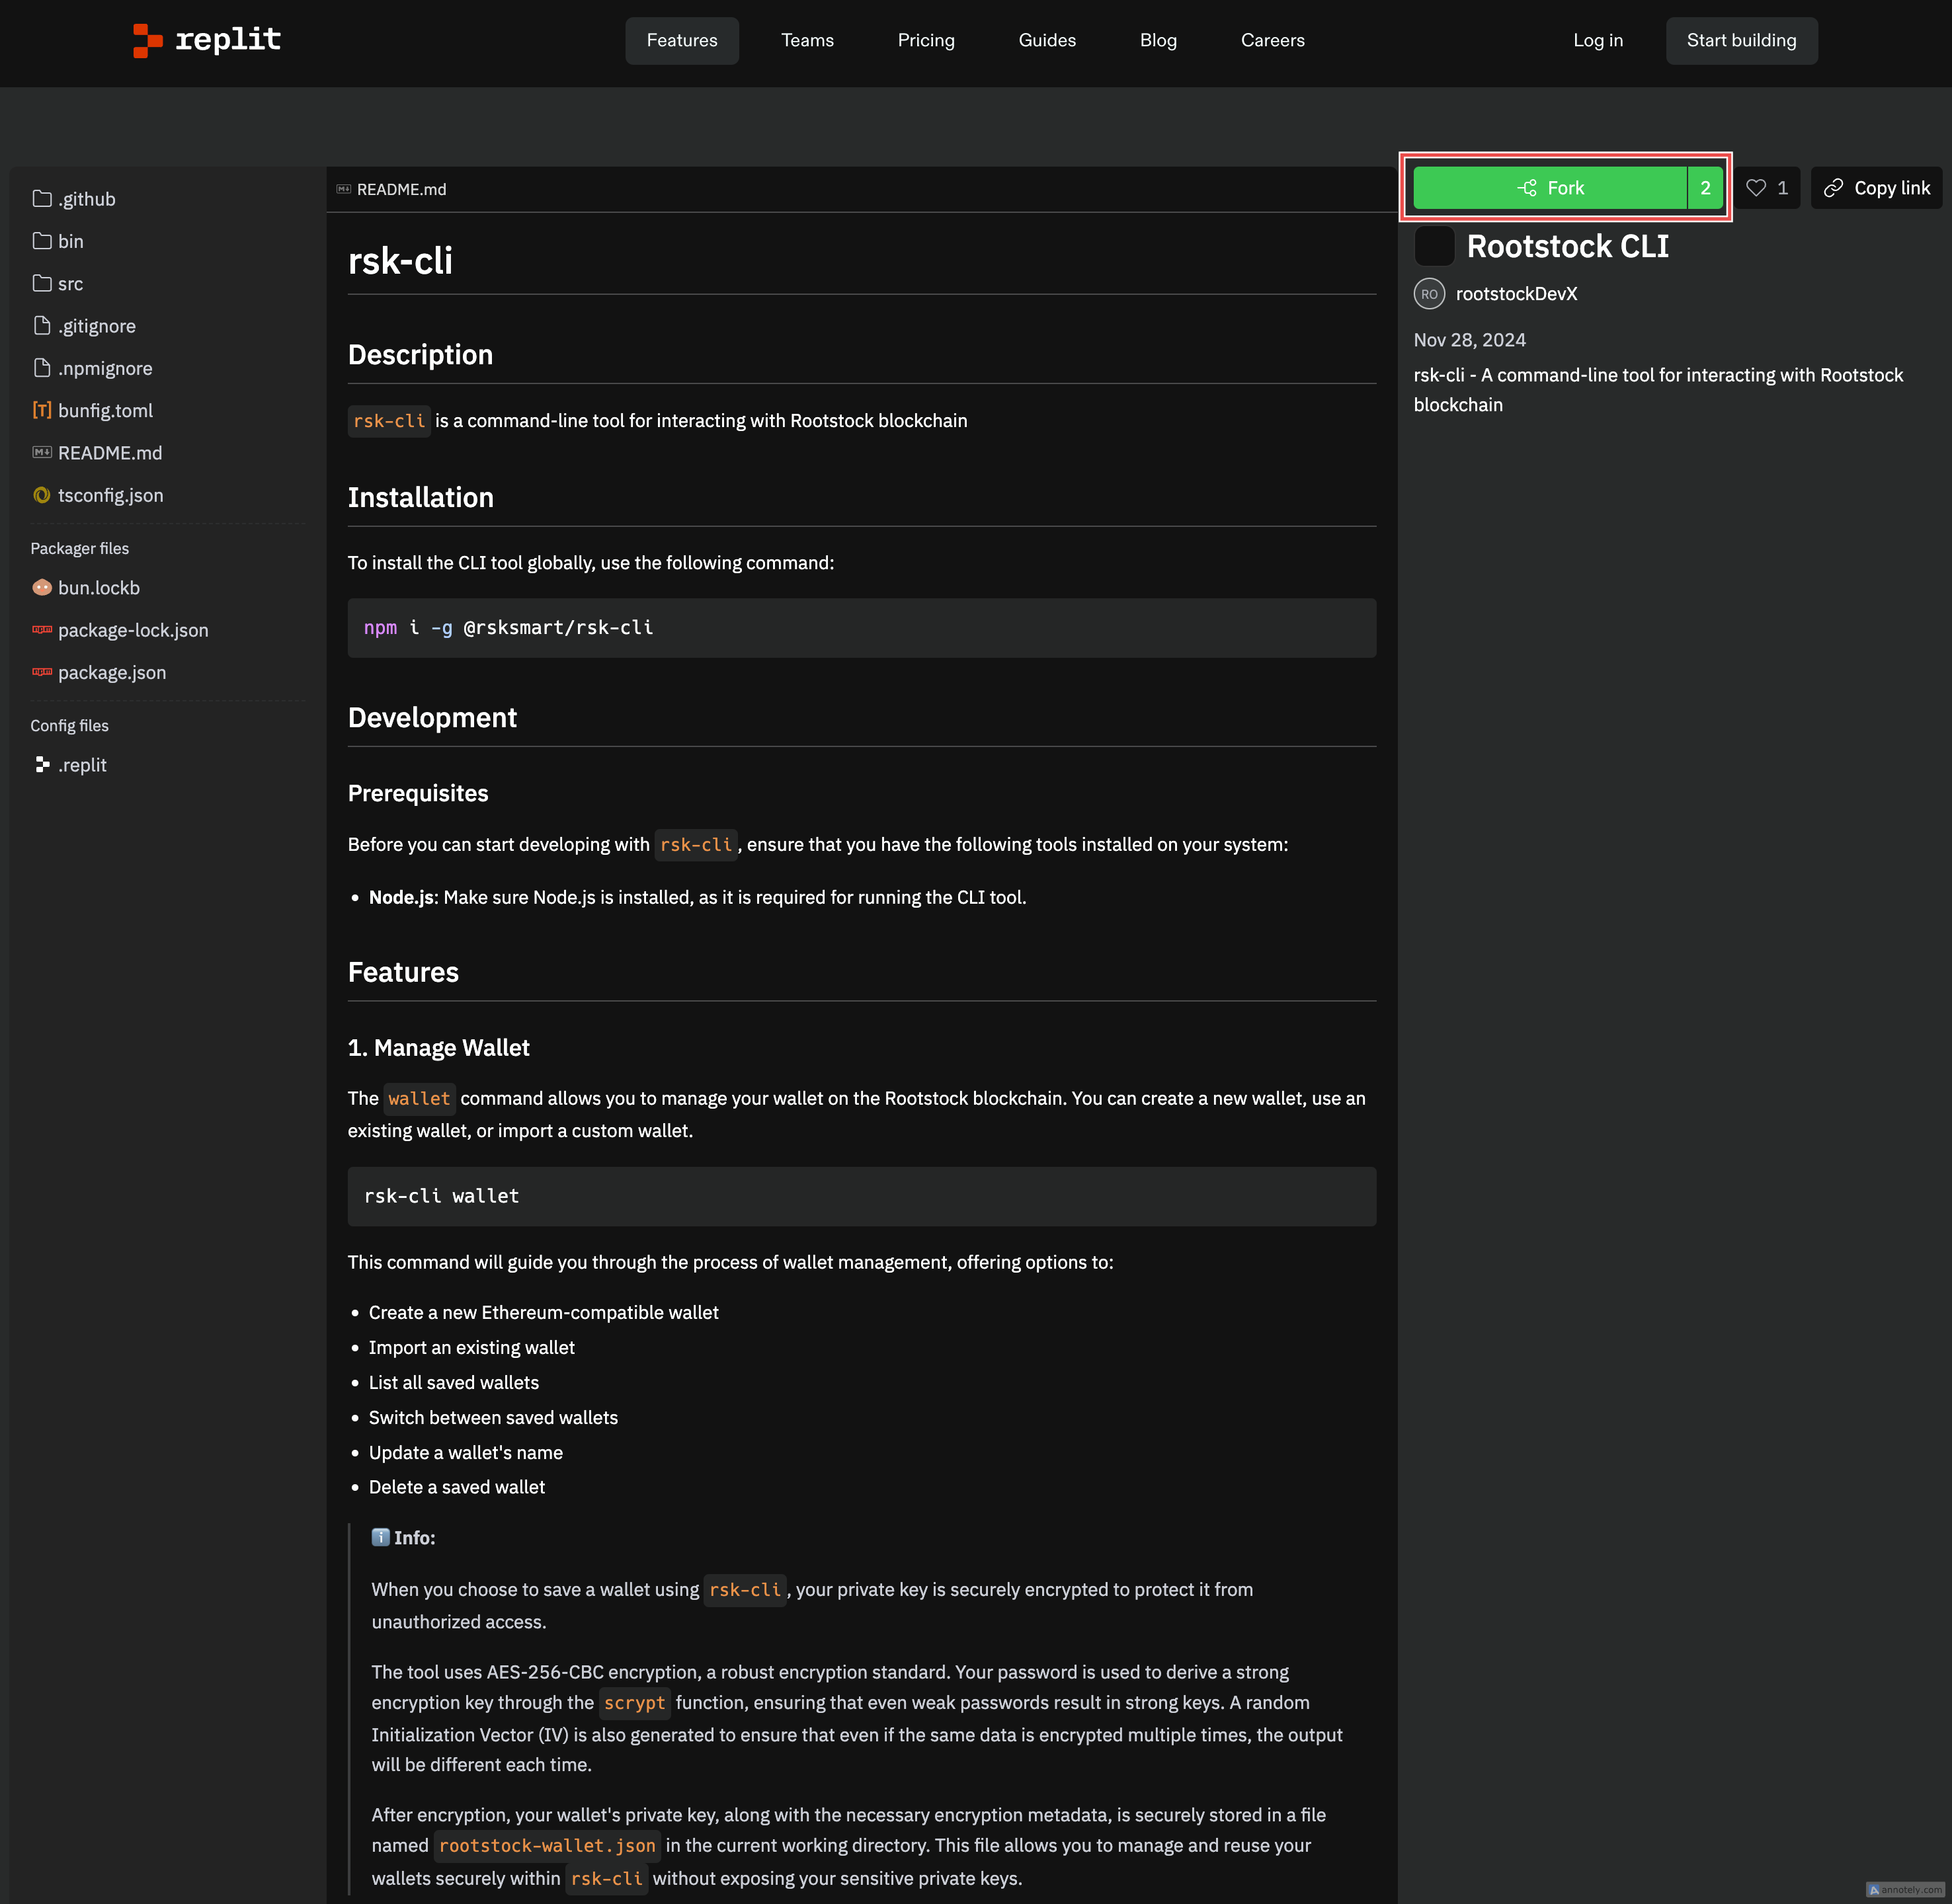 replit
Features
Teams
Pricing
Guides
Blog
Careers
Log in
Start building
.github
bin
src
.gitignore
.npmignore
[T] bunfig.toml
README.md
tsconfig.json
Packager files
bun.lockb
package-lock.json
package.json
Config files
.replit
README.md
rsk-cli
Description
rsk-cli is a command-line tool for interacting with Rootstock blockchain
Installation
To install the CLI tool globally, use the following command:
npm i -g @rsksmart/rsk-cli
Development
Prerequisites
Before you can start developing with rsk-cli, ensure that you have the following tools installed on your system:
• Node.js: Make sure Node.js is installed, as it is required for running the CLI tool.
Features
1. Manage Wallet
The wallet command allows you to manage your wallet on the Rootstock blockchain. You can create a new wallet, use an
existing wallet, or import a custom wallet.
rsk-cli wallet
This command will guide you through the process of wallet management, offering options to:
• Create a new Ethereum-compatible wallet
• Import an existing wallet
• List all saved wallets
• Switch between saved wallets
• Update a wallet's name
• Delete a saved wallet
ℹ️ Info:
When you choose to save a wallet using rsk-cli, your private key is securely encrypted to protect it from
unauthorized access.
The tool uses AES-256-CBC encryption, a robust encryption standard. Your password is used to derive a strong
encryption key through the scrypt function, ensuring that even weak passwords result in strong keys. A random
Initialization Vector (IV) is also generated to ensure that even if the same data is encrypted multiple times, the output
will be different each time.
After encryption, your wallet's private key, along with the necessary encryption metadata, is securely stored in a file
named rootstock-wallet.json in the current working directory. This file allows you to manage and reuse your
wallets securely within rsk-cli without exposing your sensitive private keys.
Fork
2
1
Copy link
Rootstock CLI
RO
rootstockDevX
Nov 28, 2024
rsk-cli - A command-line tool for interacting with Rootstock
blockchain
annotely.com